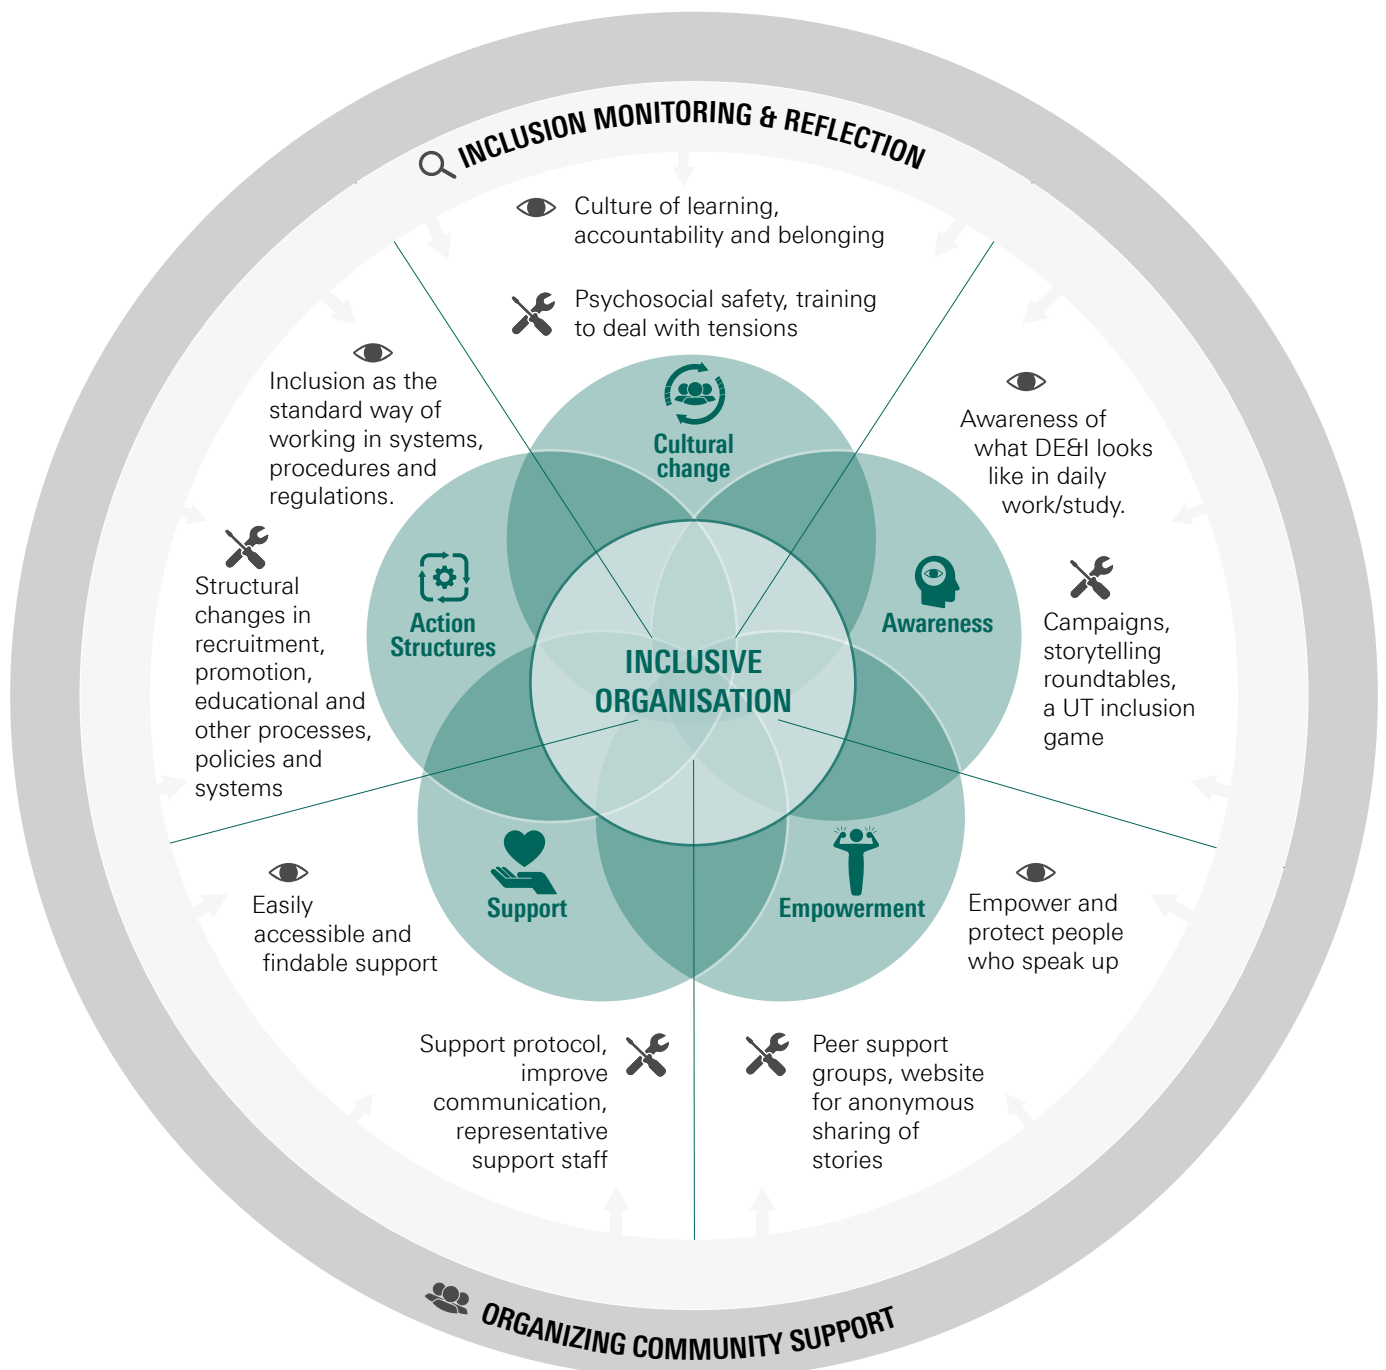 INCLUSION MONITORING & REFLECTION
Culture of learning,
accountability and belonging
Psychosocial safety, training
to deal with tensions
Cultural
change
Awareness of
what DE&I looks
like in daily
work/study.
Campaigns,
storytelling
roundtables,
a UT inclusion
game
Awareness
Empower and
protect people
who speak up
Peer support
groups, website
for anonymous
sharing of
stories
Empowerment
Easily
accessible and
findable support
Support protocol,
improve
communication,
representative
support staff
Support
Inclusion as the
standard way of
working in systems,
procedures and
regulations.
Structural
changes in
recruitment,
promotion,
educational and
other processes,
policies and
systems
Action
Structures
INCLUSIVE
ORGANISATION
ORGANIZING COMMUNITY SUPPORT